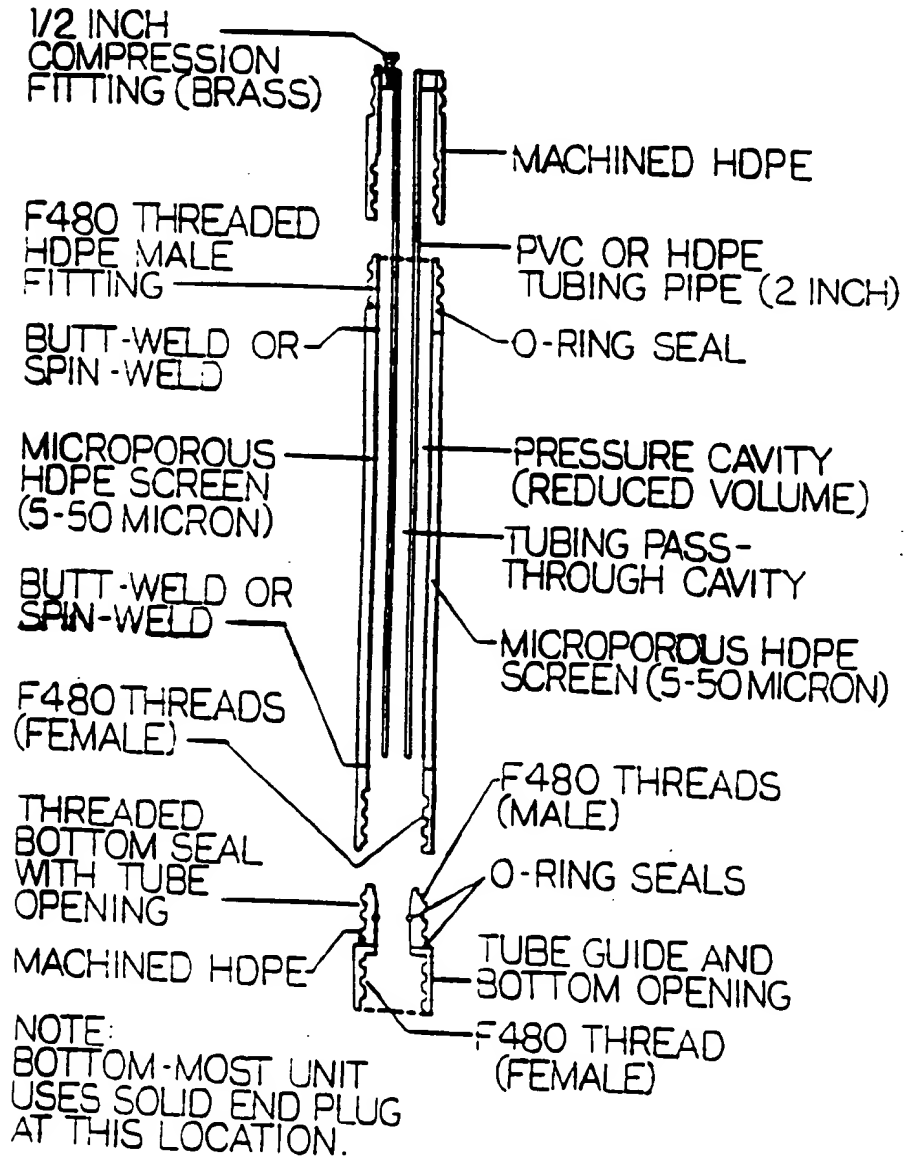 1/2 INCH
COMPRESSION
FITTING (BRASS)
MACHINED HDPE
F480 THREADED
HDPE MALE
FITTING
PVC OR HDPE
TUBING PIPE (2 INCH)
BUTT-WELD OR
SPIN-WELD
O-RING SEAL
MICROPOROUS
HDPE SCREEN
(5-50 MICRON)
PRESSURE CAVITY
(REDUCED VOLUME)
TUBING PASS-
THROUGH CAVITY
BUTT-WELD OR
SPIN-WELD
MICROPOROUS HDPE
SCREEN (5-50 MICRON)
F480 THREADS
(FEMALE)
F480 THREADS
(MALE)
THREADED
BOTTOM SEAL
WITH TUBE
OPENING
O-RING SEALS
MACHINED HDPE
TUBE GUIDE AND
BOTTOM OPENING
F480 THREAD
(FEMALE)
NOTE:
BOTTOM-MOST UNIT
USES SOLID END PLUG
AT THIS LOCATION.